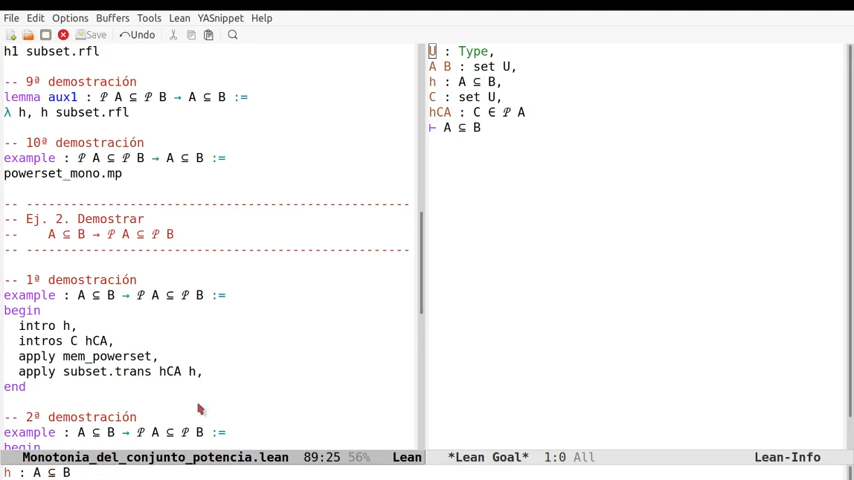 File Edit Options Buffers Tools Lean YASnippet Help
Save Undo
h1 subset.rfl
-- 9ª demostración
lemma aux1 : 𝒫 A ⊆ 𝒫 B → A ⊆ B :=
λ h, h subset.rfl
-- 10ª demostración
example : 𝒫 A ⊆ 𝒫 B → A ⊆ B :=
powerset_mono.mp
-- ---------------------------------------------------
-- Ej. 2. Demostrar
--    A ⊆ B → 𝒫 A ⊆ 𝒫 B
-- ---------------------------------------------------
-- 1ª demostración
example : A ⊆ B → 𝒫 A ⊆ 𝒫 B :=
begin
  intro h,
  intros C hCA,
  apply mem_powerset,
  apply subset.trans hCA h,
end
-- 2ª demostración
example : A ⊆ B → 𝒫 A ⊆ 𝒫 B :=
begin
Monotonia_del_conjunto_potencia.lean 89:25 56% Lean
h : A ⊆ B
U : Type,
A B : set U,
h : A ⊆ B,
C : set U,
hCA : C ∈ 𝒫 A
⊢ A ⊆ B
*Lean Goal* 1:0 All Lean-Info